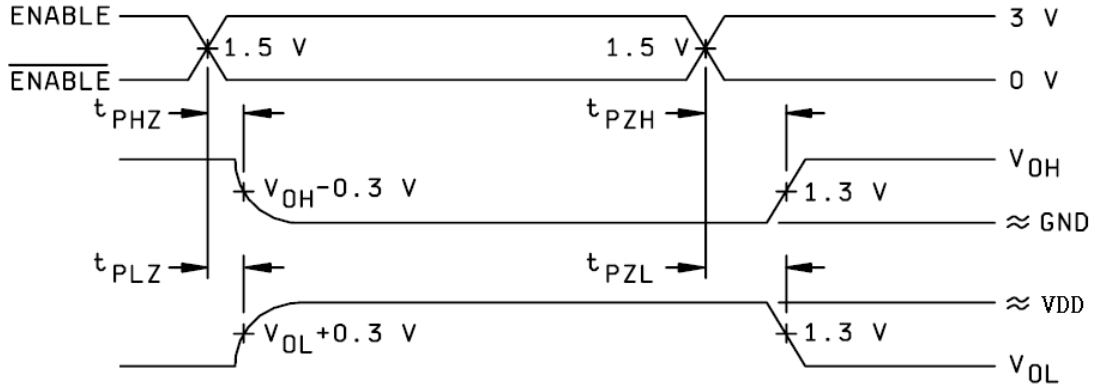 ENABLE 3 V
1.5 V 1.5 V
ENABLE 0 V
tPHZ tPZH
VOH
VOH-0.3 V 1.3 V
≈ GND
tPLZ tPZL
≈ VDD
VOL+0.3 V 1.3 V
VOL